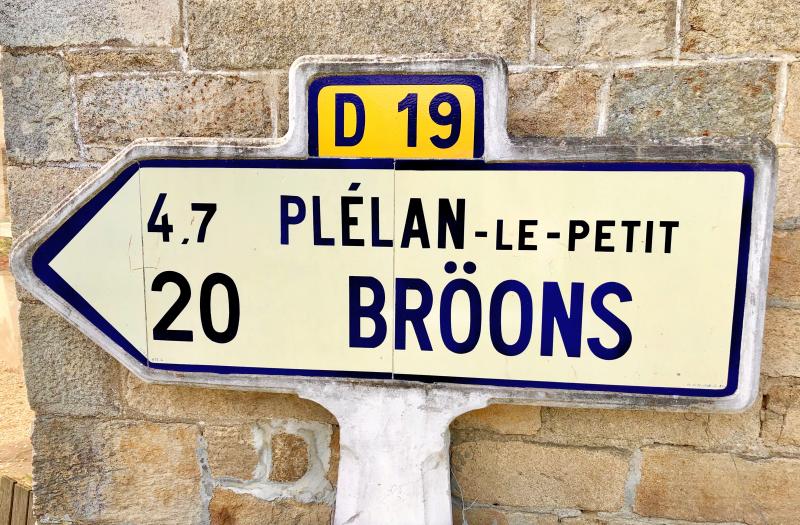 D 19
4,7 PLÉLAN-LE-PETIT
20 BRÖONS